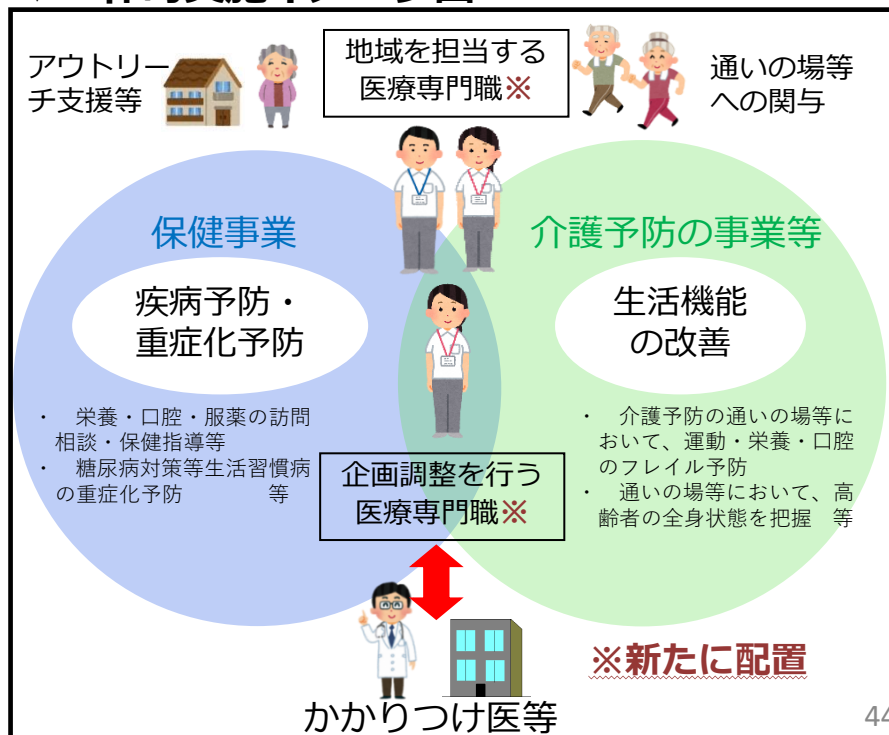 アウトリー
チ支援等
地域を担当する
医療専門職※
通いの場等
への関与
保健事業
疾病予防・
重症化予防
・　栄養・口腔・服薬の訪問
相談・保健指導等
・　糖尿病対策等生活習慣病
の重症化予防　　　　等
介護予防の事業等
生活機能
の改善
・　介護予防の通いの場等に
おいて、運動・栄養・口腔
のフレイル予防
・　通いの場等において、高
齢者の全身状態を把握　等
企画調整を行う
医療専門職※
かかりつけ医等
※新たに配置
44